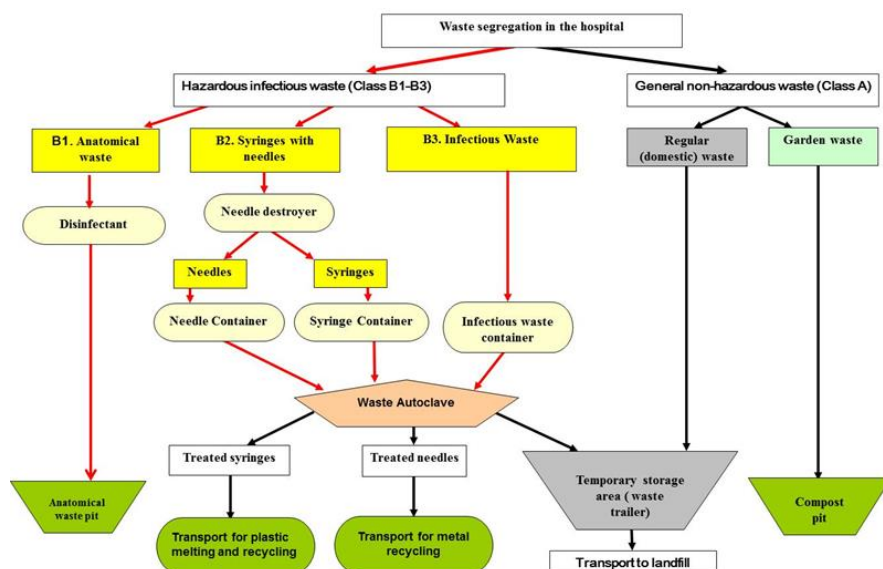 Waste segregation in the hospital
Hazardous infectious waste (Class B1-B3)
General non-hazardous waste (Class A)
B1. Anatomical
waste
B2. Syringes with
needles
B3. Infectious Waste
Regular
(domestic) waste
Garden waste
Disinfectant
Needle destroyer
Needles
Syringes
Needle Container
Syringe Container
Infectious waste
container
Waste Autoclave
Treated syringes
Treated needles
Temporary storage
area ( waste
trailer)
Anatomical
waste pit
Compost
pit
Transport for plastic
melting and recycling
Transport for metal
recycling
Transport to landfill